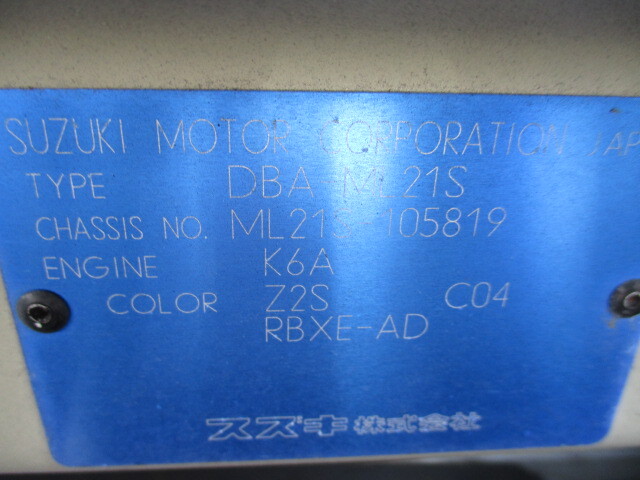 SUZUKI MOTOR CORPORATION JAP
TYPE DBA ML21S
CHASSIS NO. ML21S 105819
ENGINE K6A
COLOR Z2S C04
RBXE-AD
スズキ株式会社